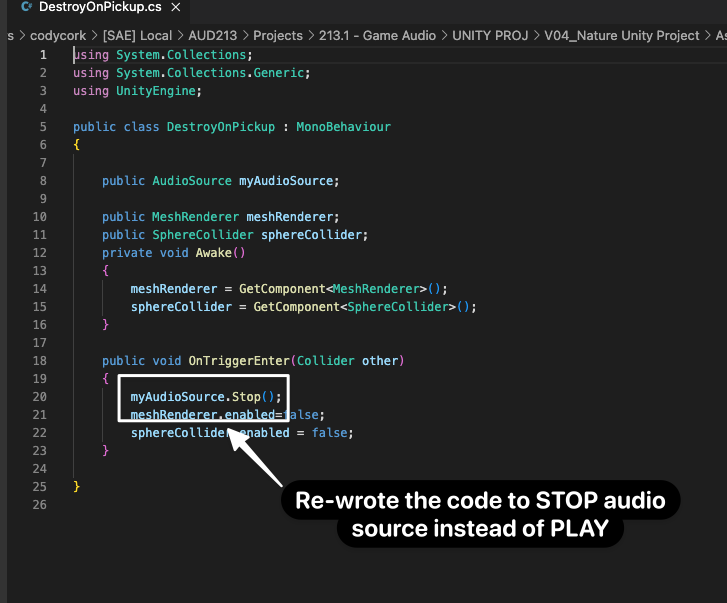 DestroyOnPickup.cs
s > codycork > [SAE] Local > AUD213 > Projects > 213.1 - Game Audio > UNITY PROJ > V04_Nature Unity Project > As
1 using System.Collections;
2 using System.Collections.Generic;
3 using UnityEngine;
4
5 public class DestroyOnPickup : MonoBehaviour
6 {
7
8 public AudioSource myAudioSource;
9
10 public MeshRenderer meshRenderer;
11 public SphereCollider sphereCollider;
12 private void Awake()
13 {
14 meshRenderer = GetComponent<MeshRenderer>();
15 sphereCollider = GetComponent<SphereCollider>();
16 }
17
18 public void OnTriggerEnter(Collider other)
19 {
20 myAudioSource.Stop();
21 meshRenderer.enabled=false;
22 sphereCollider.enabled = false;
23 }
24
25 }
26
Re-wrote the code to STOP audio
source instead of PLAY